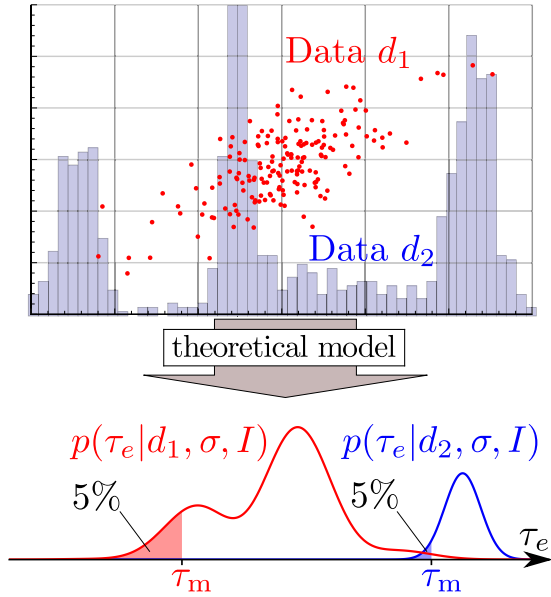 Data d₁
Data d₂
theoretical model
p(τₑ|d₁, σ, I) p(τₑ|d₂, σ, I)
5% 5%
τₑ
τₘ τₘ